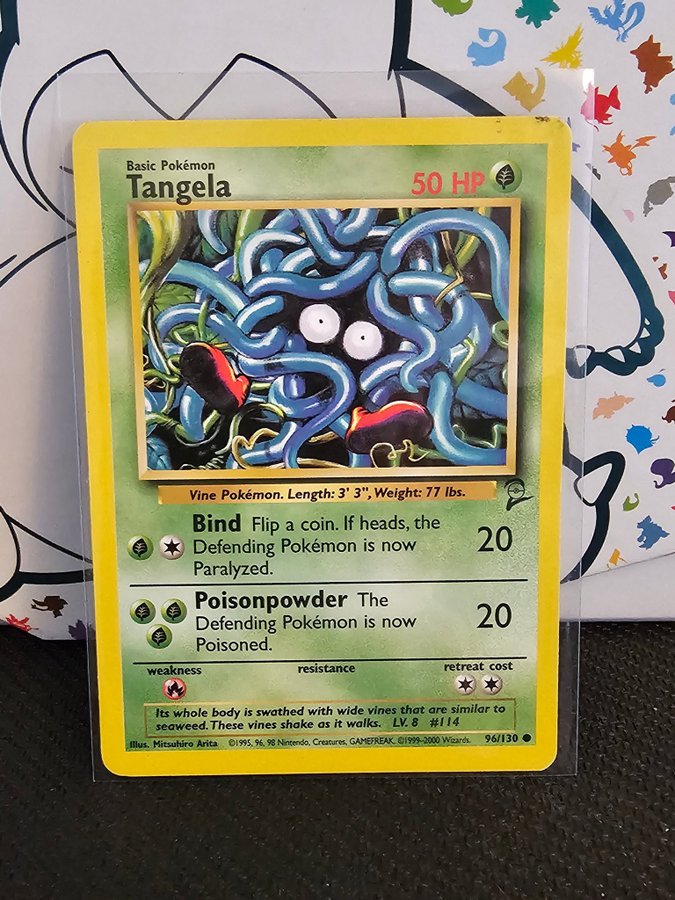 Basic Pokémon
Tangela
50 HP
Vine Pokémon. Length: 3' 3", Weight: 77 lbs.
Bind Flip a coin. If heads, the
Defending Pokémon is now
Paralyzed.
20
Poisonpowder The
Defending Pokémon is now
Poisoned.
20
weakness
resistance
retreat cost
Its whole body is swathed with wide vines that are similar to
seaweed. These vines shake as it walks. LV. 8 #114
Illus. Mitsuhiro Arita ©1995, 96, 98 Nintendo, Creatures, GAMEFREAK. ©1999-2000 Wizards. 96/130